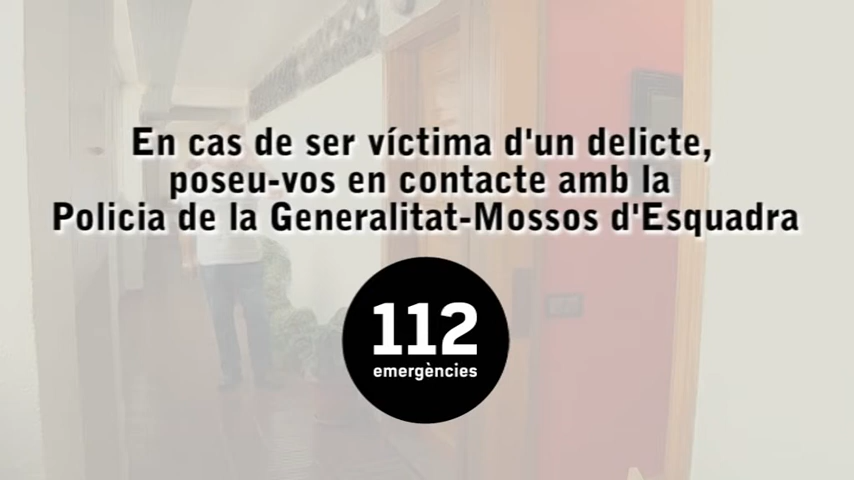 En cas de ser víctima d'un delicte,
poseu-vos en contacte amb la
Policia de la Generalitat-Mossos d'Esquadra
112
emergències